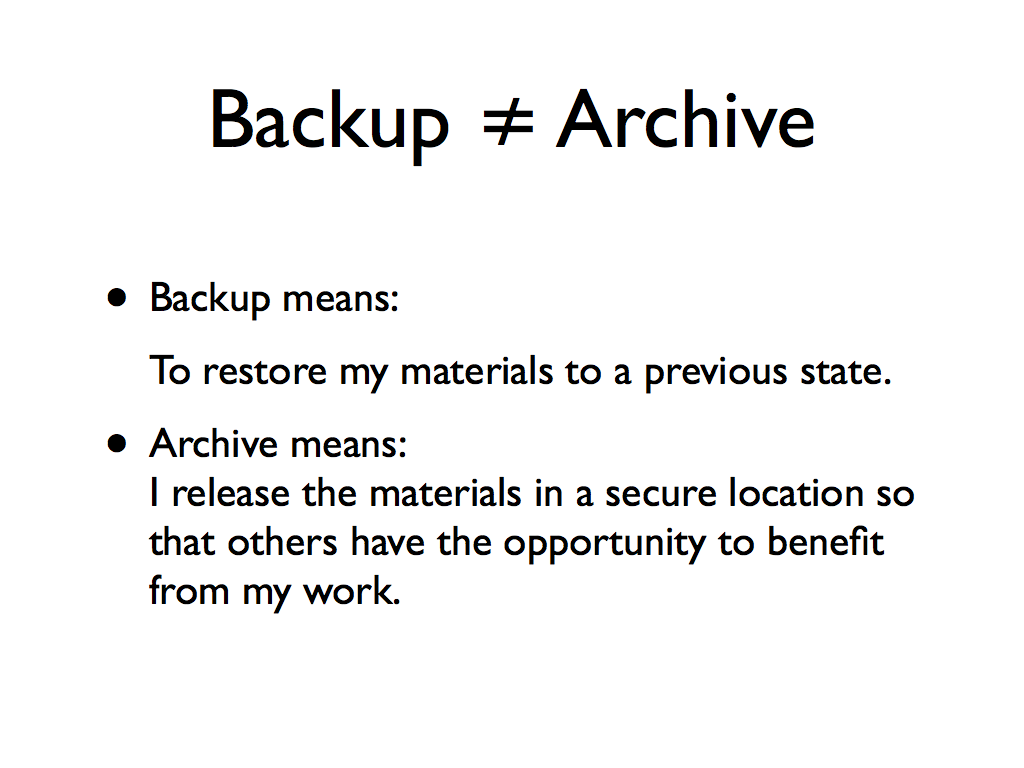 Backup ≠ Archive
• Backup means:
To restore my materials to a previous state.
• Archive means:
I release the materials in a secure location so
that others have the opportunity to benefit
from my work.